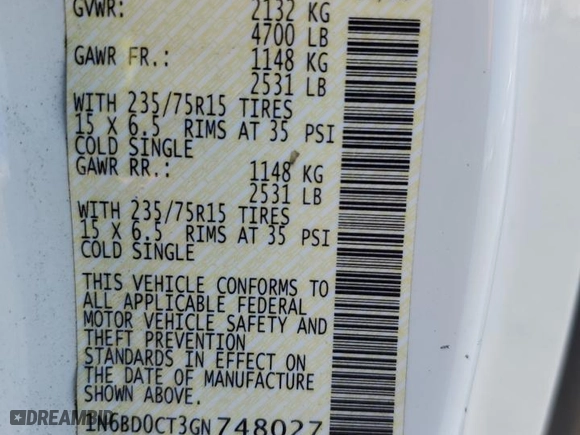 GVWR: 2132 KG
4700 LB
GAWR FR.: 1148 KG
2531 LB
WITH 235/75R15 TIRES
15 X 6.5 RIMS AT 35 PSI
COLD SINGLE
GAWR RR.: 1148 KG
2531 LB
WITH 235/75R15 TIRES
15 X 6.5 RIMS AT 35 PSI
COLD SINGLE
THIS VEHICLE CONFORMS TO
ALL APPLICABLE FEDERAL
MOTOR VEHICLE SAFETY AND
THEFT PREVENTION
STANDARDS IN EFFECT ON
THE DATE OF MANUFACTURE
SHOWN ABOVE.
1N6BD0CT3GN748027
DREAMBID